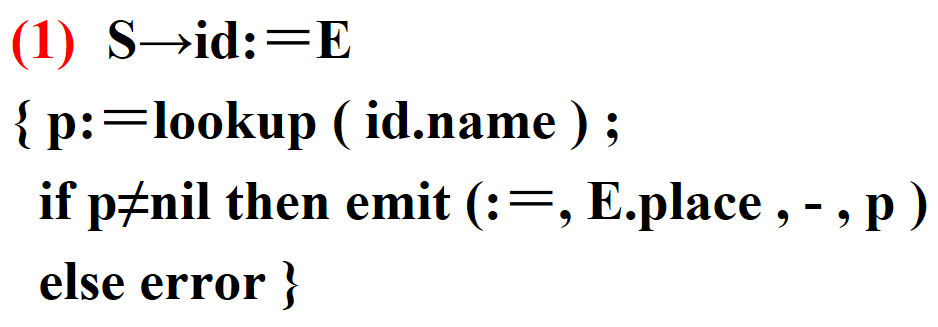 (1) S→id:＝E
{ p:＝lookup ( id.name ) ;
if p≠nil then emit (:＝, E.place , - , p )
else error }